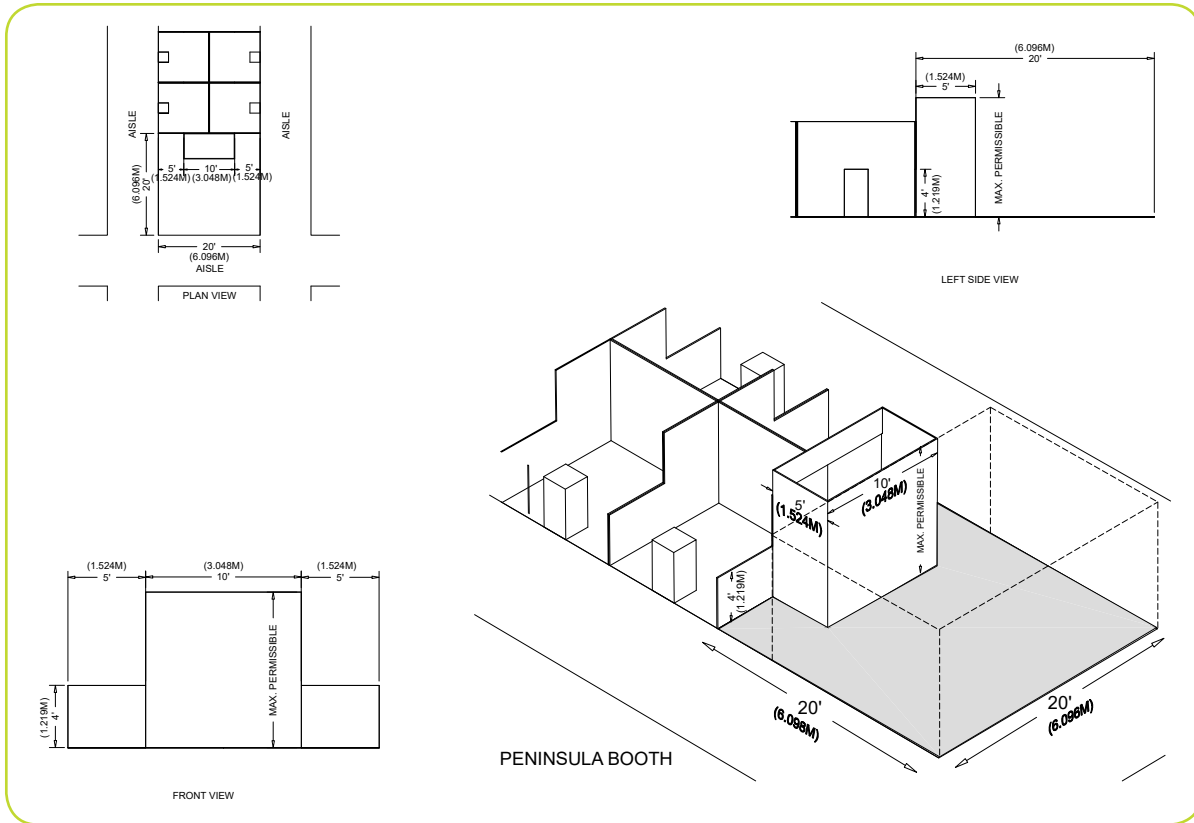 AISLE
AISLE
(6.096M)
20'
5'
10'
5'
(1.524M)
(3.048M)
(1.524M)
20'
(6.096M)
AISLE
PLAN VIEW
(6.096M)
20'
(1.524M)
5'
MAX. PERMISSIBLE
4'
(1.219M)
LEFT SIDE VIEW
(1.524M)
5'
(3.048M)
10'
(1.524M)
5'
MAX. PERMISSIBLE
(1.219M)
4'
FRONT VIEW
5'
(1.524M)
10'
(3.048M)
MAX. PERMISSIBLE
4'
(1.219M)
20'
(6.098M)
20'
(6.096M)
PENINSULA BOOTH